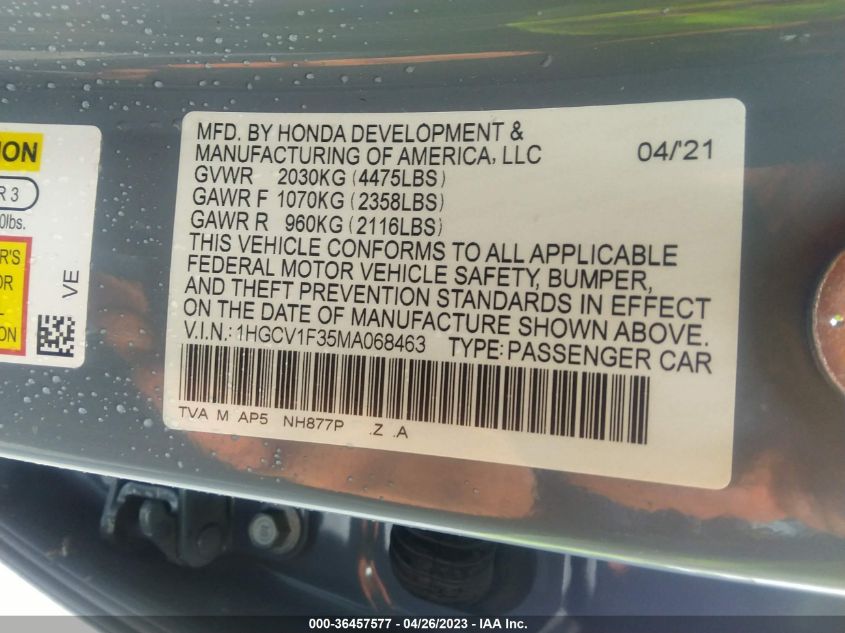 ION
R 3
0lbs.
R'S
OR
L-
ION
VE
MFD. BY HONDA DEVELOPMENT &
MANUFACTURING OF AMERICA, LLC 04/'21
GVWR 2030KG (4475LBS)
GAWR F 1070KG (2358LBS)
GAWR R 960KG (2116LBS)
THIS VEHICLE CONFORMS TO ALL APPLICABLE
FEDERAL MOTOR VEHICLE SAFETY, BUMPER,
AND THEFT PREVENTION STANDARDS IN EFFECT
ON THE DATE OF MANUFACTURE SHOWN ABOVE.
V.I.N.: 1HGCV1F35MA068463 TYPE: PASSENGER CAR
TVA M AP5 NH877P .Z .A
000-36457577 - 04/26/2023 - IAA Inc.